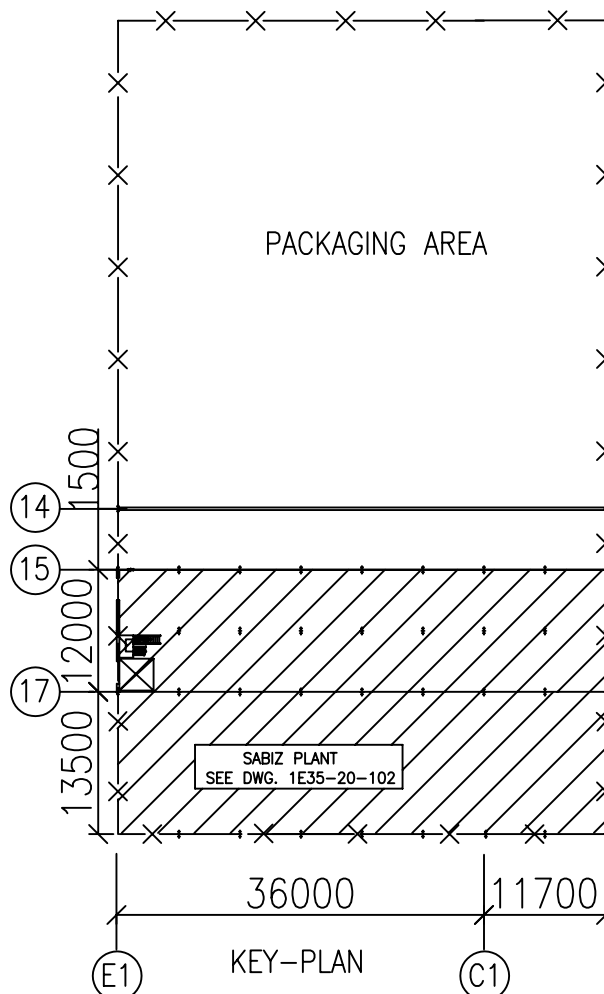 PACKAGING AREA
1500
14
15
12000
17
13500
SABIZ PLANT
SEE DWG. 1E35-20-102
36000
11700
E1
KEY-PLAN
C1